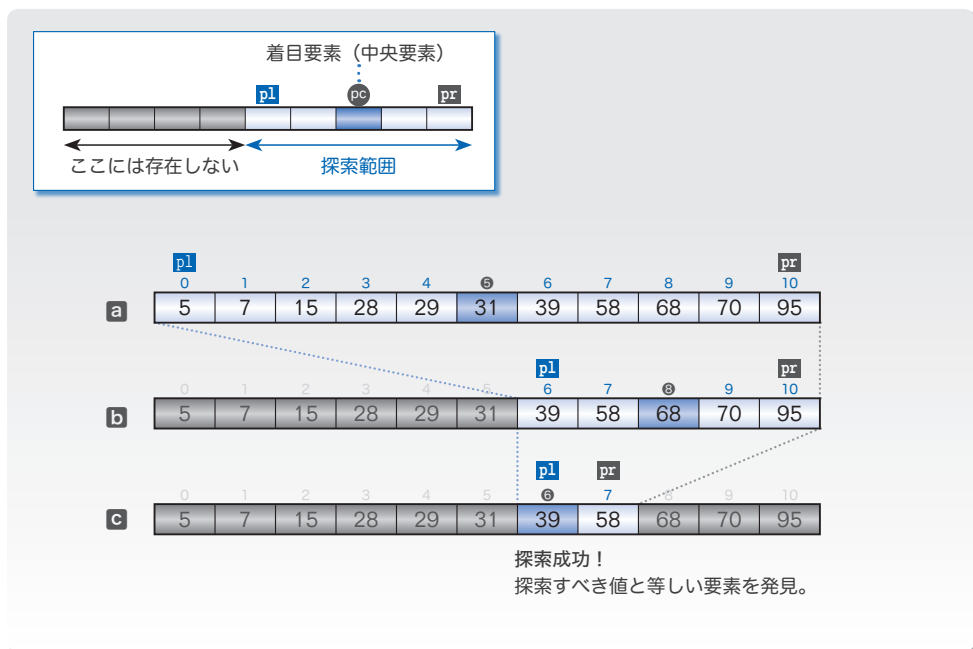 着目要素（中央要素）
pl pc pr
ここには存在しない 探索範囲
pl pr
0 1 2 3 4 5 6 7 8 9 10
a 5 7 15 28 29 31 39 58 68 70 95
pl pr
0 1 2 3 4 5 6 7 8 9 10
b 5 7 15 28 29 31 39 58 68 70 95
pl pr
0 1 2 3 4 5 6 7 8 9 10
c 5 7 15 28 29 31 39 58 68 70 95
探索成功！
探索すべき値と等しい要素を発見。